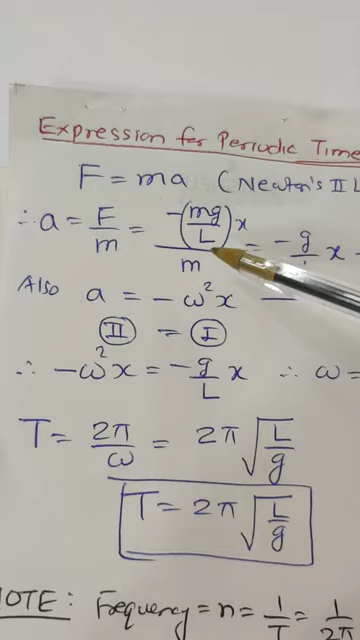 Expression for Periodic Time
F = ma (Newton's II L
∴ a = F/m = -(mg/L)x/m = -g/L x -
Also a = -ω²x —
II = I
∴ -ω²x = -g/L x ∴ ω =
T = 2π/ω = 2π√(L/g)
T = 2π√(L/g)
NOTE: Frequency = n = 1/T = 1/2π